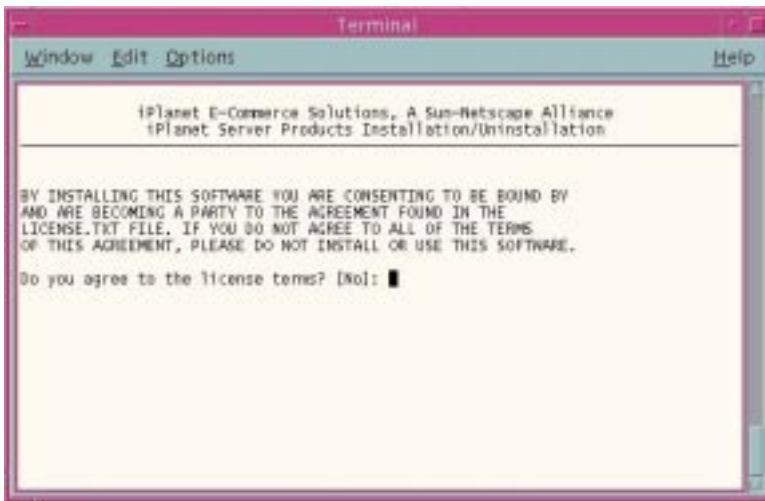 Terminal
Window Edit Options Help
iPlanet E-Commerce Solutions, A Sun-Netscape Alliance
iPlanet Server Products Installation/Uninstallation
BY INSTALLING THIS SOFTWARE YOU ARE CONSENTING TO BE BOUND BY
AND ARE BECOMING A PARTY TO THE AGREEMENT FOUND IN THE
LICENSE.TXT FILE. IF YOU DO NOT AGREE TO ALL OF THE TERMS
OF THIS AGREEMENT, PLEASE DO NOT INSTALL OR USE THIS SOFTWARE.
Do you agree to the license terms? [No]: